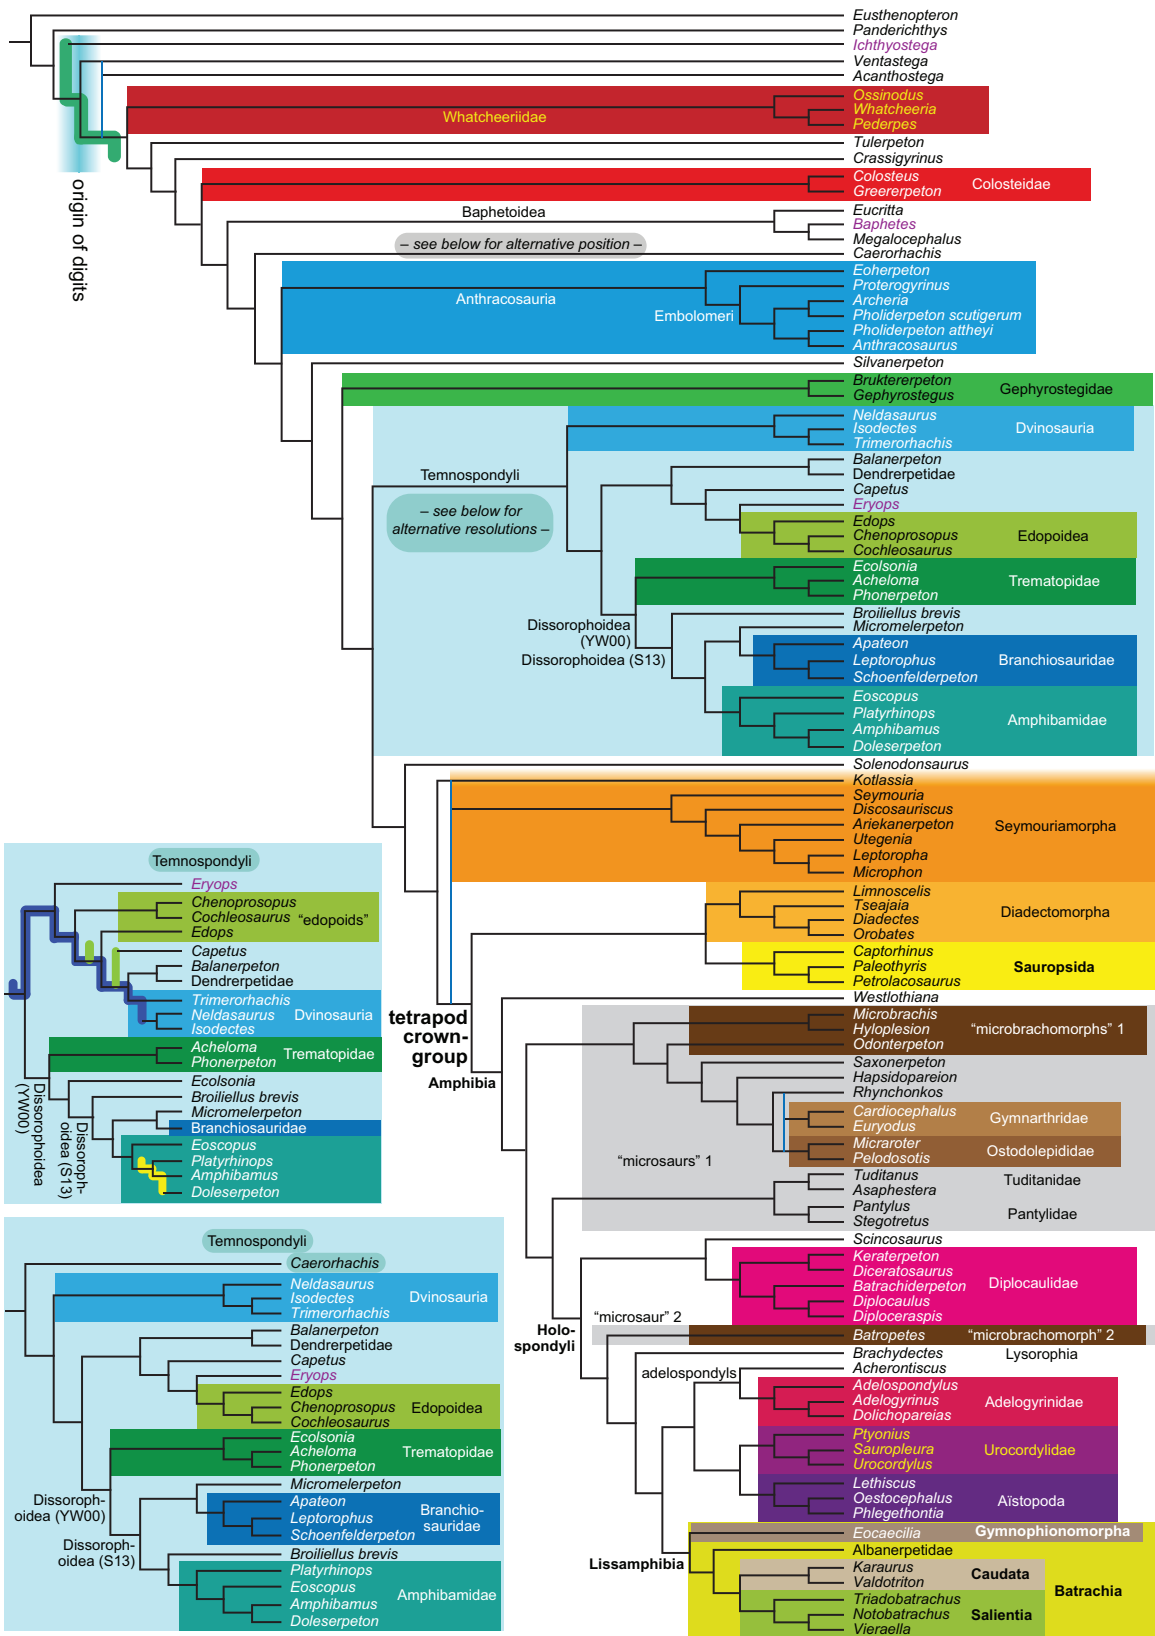 Eusthenopteron
Panderichthys
Ichthyostega
Ventastega
Acanthostega
Ossinodus
Whatcheeriidae
Whatcheeria
Pederpes
Tulerpeton
Crassigyrinus
Colosteus
Colosteidae
Greererpeton
origin of digits
Baphetoidea
Eucritta
Baphetes
Megalocephalus
– see below for alternative position –
Caerorhachis
Eoherpeton
Proterogyrinus
Anthracosauria
Archeria
Embolomeri
Pholiderpeton scutigerum
Pholiderpeton attheyi
Anthracosaurus
Silvanerpeton
Bruktererpeton
Gephyrostegidae
Gephyrostegus
Neldasaurus
Isodectes
Dvinosauria
Trimerorhachis
Temnospondyli
– see below for
alternative resolutions –
Balanerpeton
Dendrerpetidae
Capetus
Eryops
Edops
Chenoprosopus
Edopoidea
Cochleosaurus
Ecolsonia
Acheloma
Trematopidae
Phonerpeton
Dissorophoidea
(YW00)
Dissorophoidea (S13)
Broiliellus brevis
Micromelerpeton
Apateon
Leptorophus
Branchiosauridae
Schoenfelderpeton
Eoscopus
Platyrhinops
Amphibamidae
Amphibamus
Doleserpeton
Solenodonsaurus
Kotlassia
Seymouria
Discosauriscus
Ariekanerpeton
Seymouriamorpha
Utegenia
Leptoropha
Microphon
Limnoscelis
Tseajaia
Diadectomorpha
Diadectes
Orobates
Captorhinus
Paleothyris
Sauropsida
Petrolacosaurus
tetrapod
crown-
group
Amphibia
Westlothiana
Microbrachis
Hyloplesion
“microbrachomorphs” 1
Odonterpeton
Saxonerpeton
Hapsidopareion
Rhynchonkos
Cardiocephalus
Gymnarthridae
Euryodus
Micraroter
Ostodolepididae
Pelodosotis
“microsaurs” 1
Tuditanus
Tuditanidae
Asaphestera
Pantylus
Pantylidae
Stegotretus
Scincosaurus
Keraterpeton
Diceratosaurus
Diplocaulidae
Batrachiderpeton
Diplocaulus
Diploceraspis
“microsaur” 2
Holo-
spondyli
Batropetes
“microbrachomorph” 2
Brachydectes
Lysorophia
adelospondyls
Acherontiscus
Adelospondylus
Adelogyrinus
Adelogyrinidae
Dolichopareias
Ptyonius
Sauropleura
Urocordylidae
Urocordylus
Lethiscus
Oestocephalus
Aïstopoda
Phlegethontia
Lissamphibia
Eocaecilia
Gymnophionomorpha
Albanerpetidae
Karaurus
Caudata
Valdotriton
Batrachia
Triadobatrachus
Notobatrachus
Salientia
Vieraella
Temnospondyli
Eryops
Chenoprosopus
Cochleosaurus
“edopoids”
Edops
Capetus
Balanerpeton
Dendrerpetidae
Trimerorhachis
Neldasaurus
Dvinosauria
Isodectes
Acheloma
Trematopidae
Phonerpeton
Dissorophoidea
(YW00)
Dissoroph-
oidea (S13)
Ecolsonia
Broiliellus brevis
Micromelerpeton
Branchiosauridae
Eoscopus
Platyrhinops
Amphibamus
Doleserpeton
Temnospondyli
Caerorhachis
Neldasaurus
Isodectes
Dvinosauria
Trimerorhachis
Balanerpeton
Dendrerpetidae
Capetus
Eryops
Edops
Chenoprosopus
Edopoidea
Cochleosaurus
Ecolsonia
Acheloma
Trematopidae
Phonerpeton
Dissoroph-
oidea (YW00)
Dissoroph-
oidea (S13)
Micromelerpeton
Apateon
Leptorophus
Branchio-
sauridae
Schoenfelderpeton
Broiliellus brevis
Platyrhinops
Eoscopus
Amphibamidae
Amphibamus
Doleserpeton